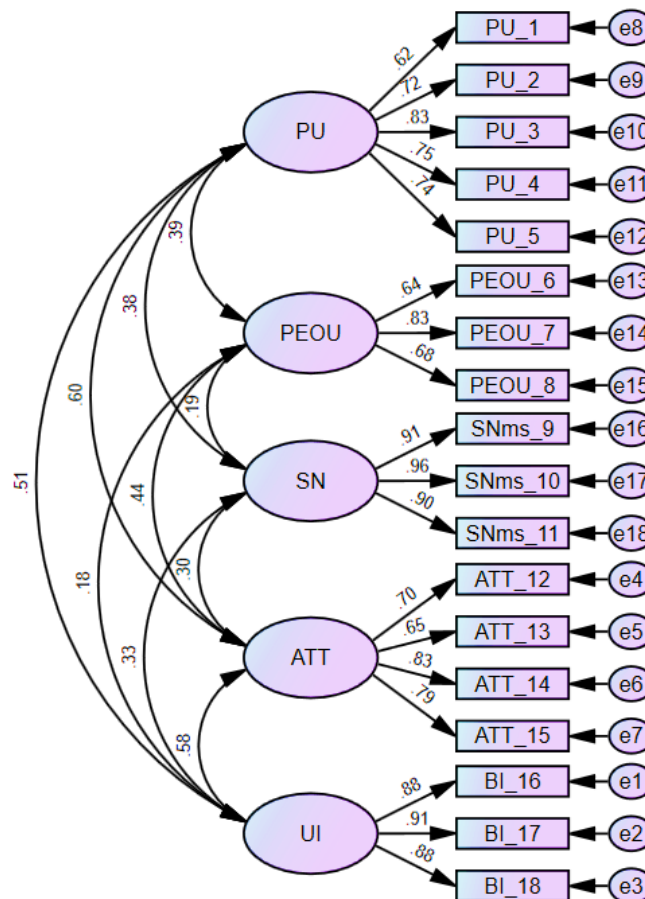 PU_1
e8
.62
PU_2
e9
.72
PU
PU_3
e10
.83
PU_4
e11
.75
PU_5
e12
.74
.39
PEOU_6
e13
.64
.38
PEOU
PEOU_7
e14
.83
PEOU_8
e15
.68
.60
.19
SNms_9
e16
.91
.51
SN
SNms_10
e17
.96
.44
SNms_11
e18
.90
.30
.18
ATT_12
e4
.70
.33
ATT_13
e5
.65
ATT
ATT_14
e6
.83
ATT_15
e7
.79
.58
BI_16
e1
.88
UI
BI_17
e2
.91
BI_18
e3
.88